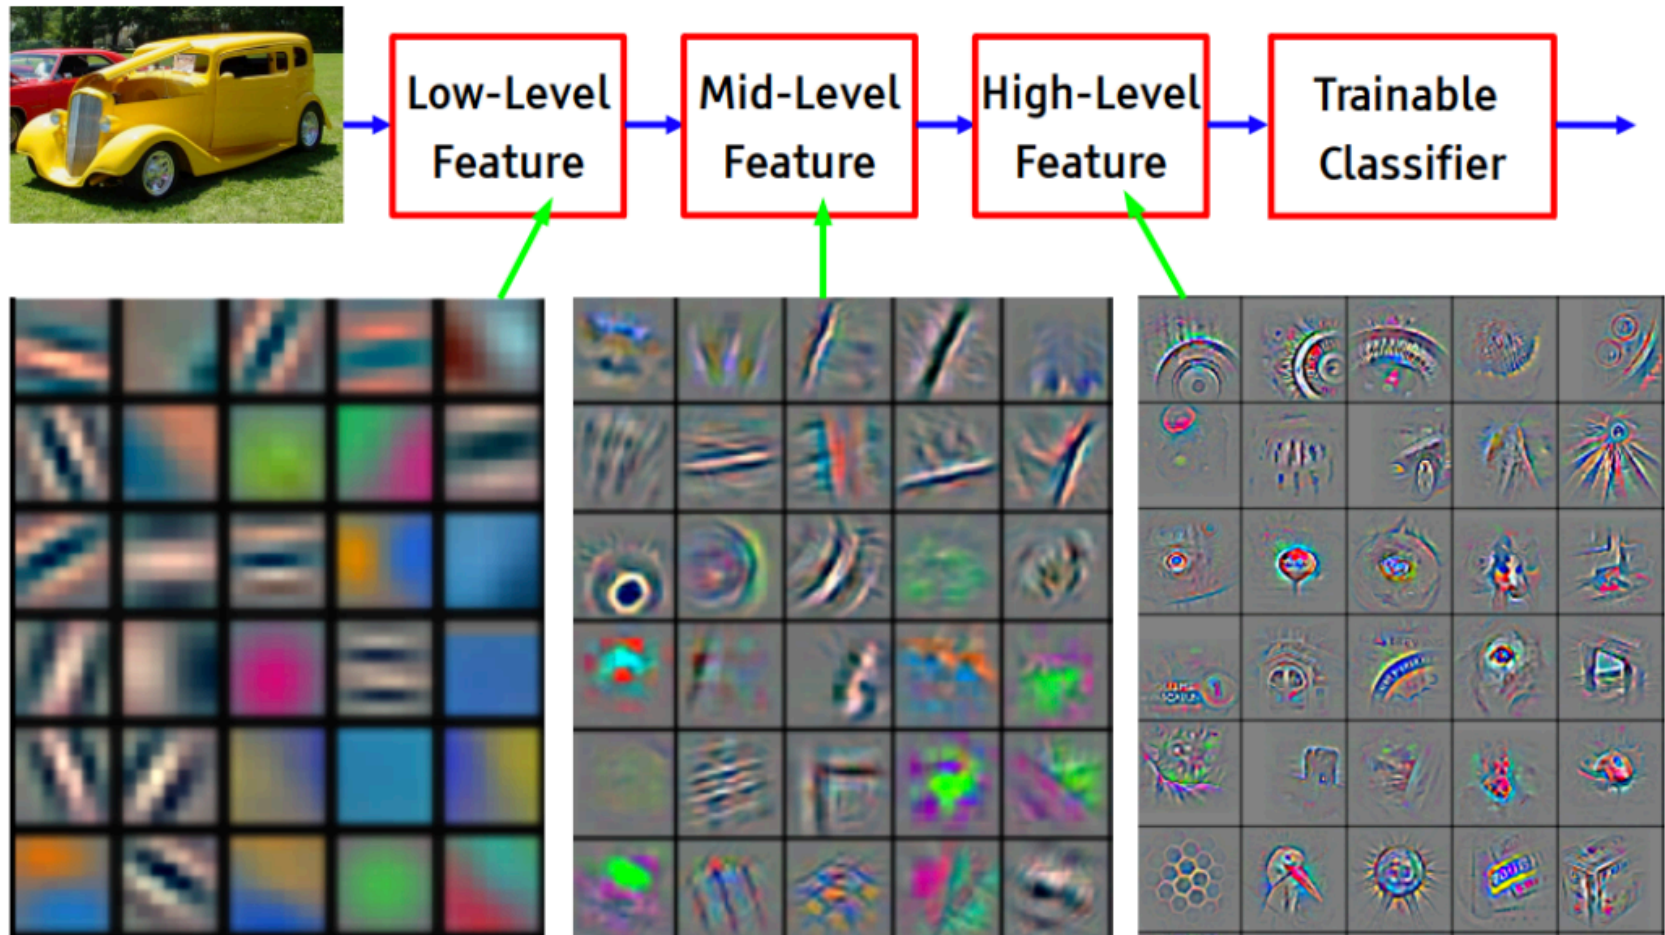 Low-Level
Feature
Mid-Level
Feature
High-Level
Feature
Trainable
Classifier